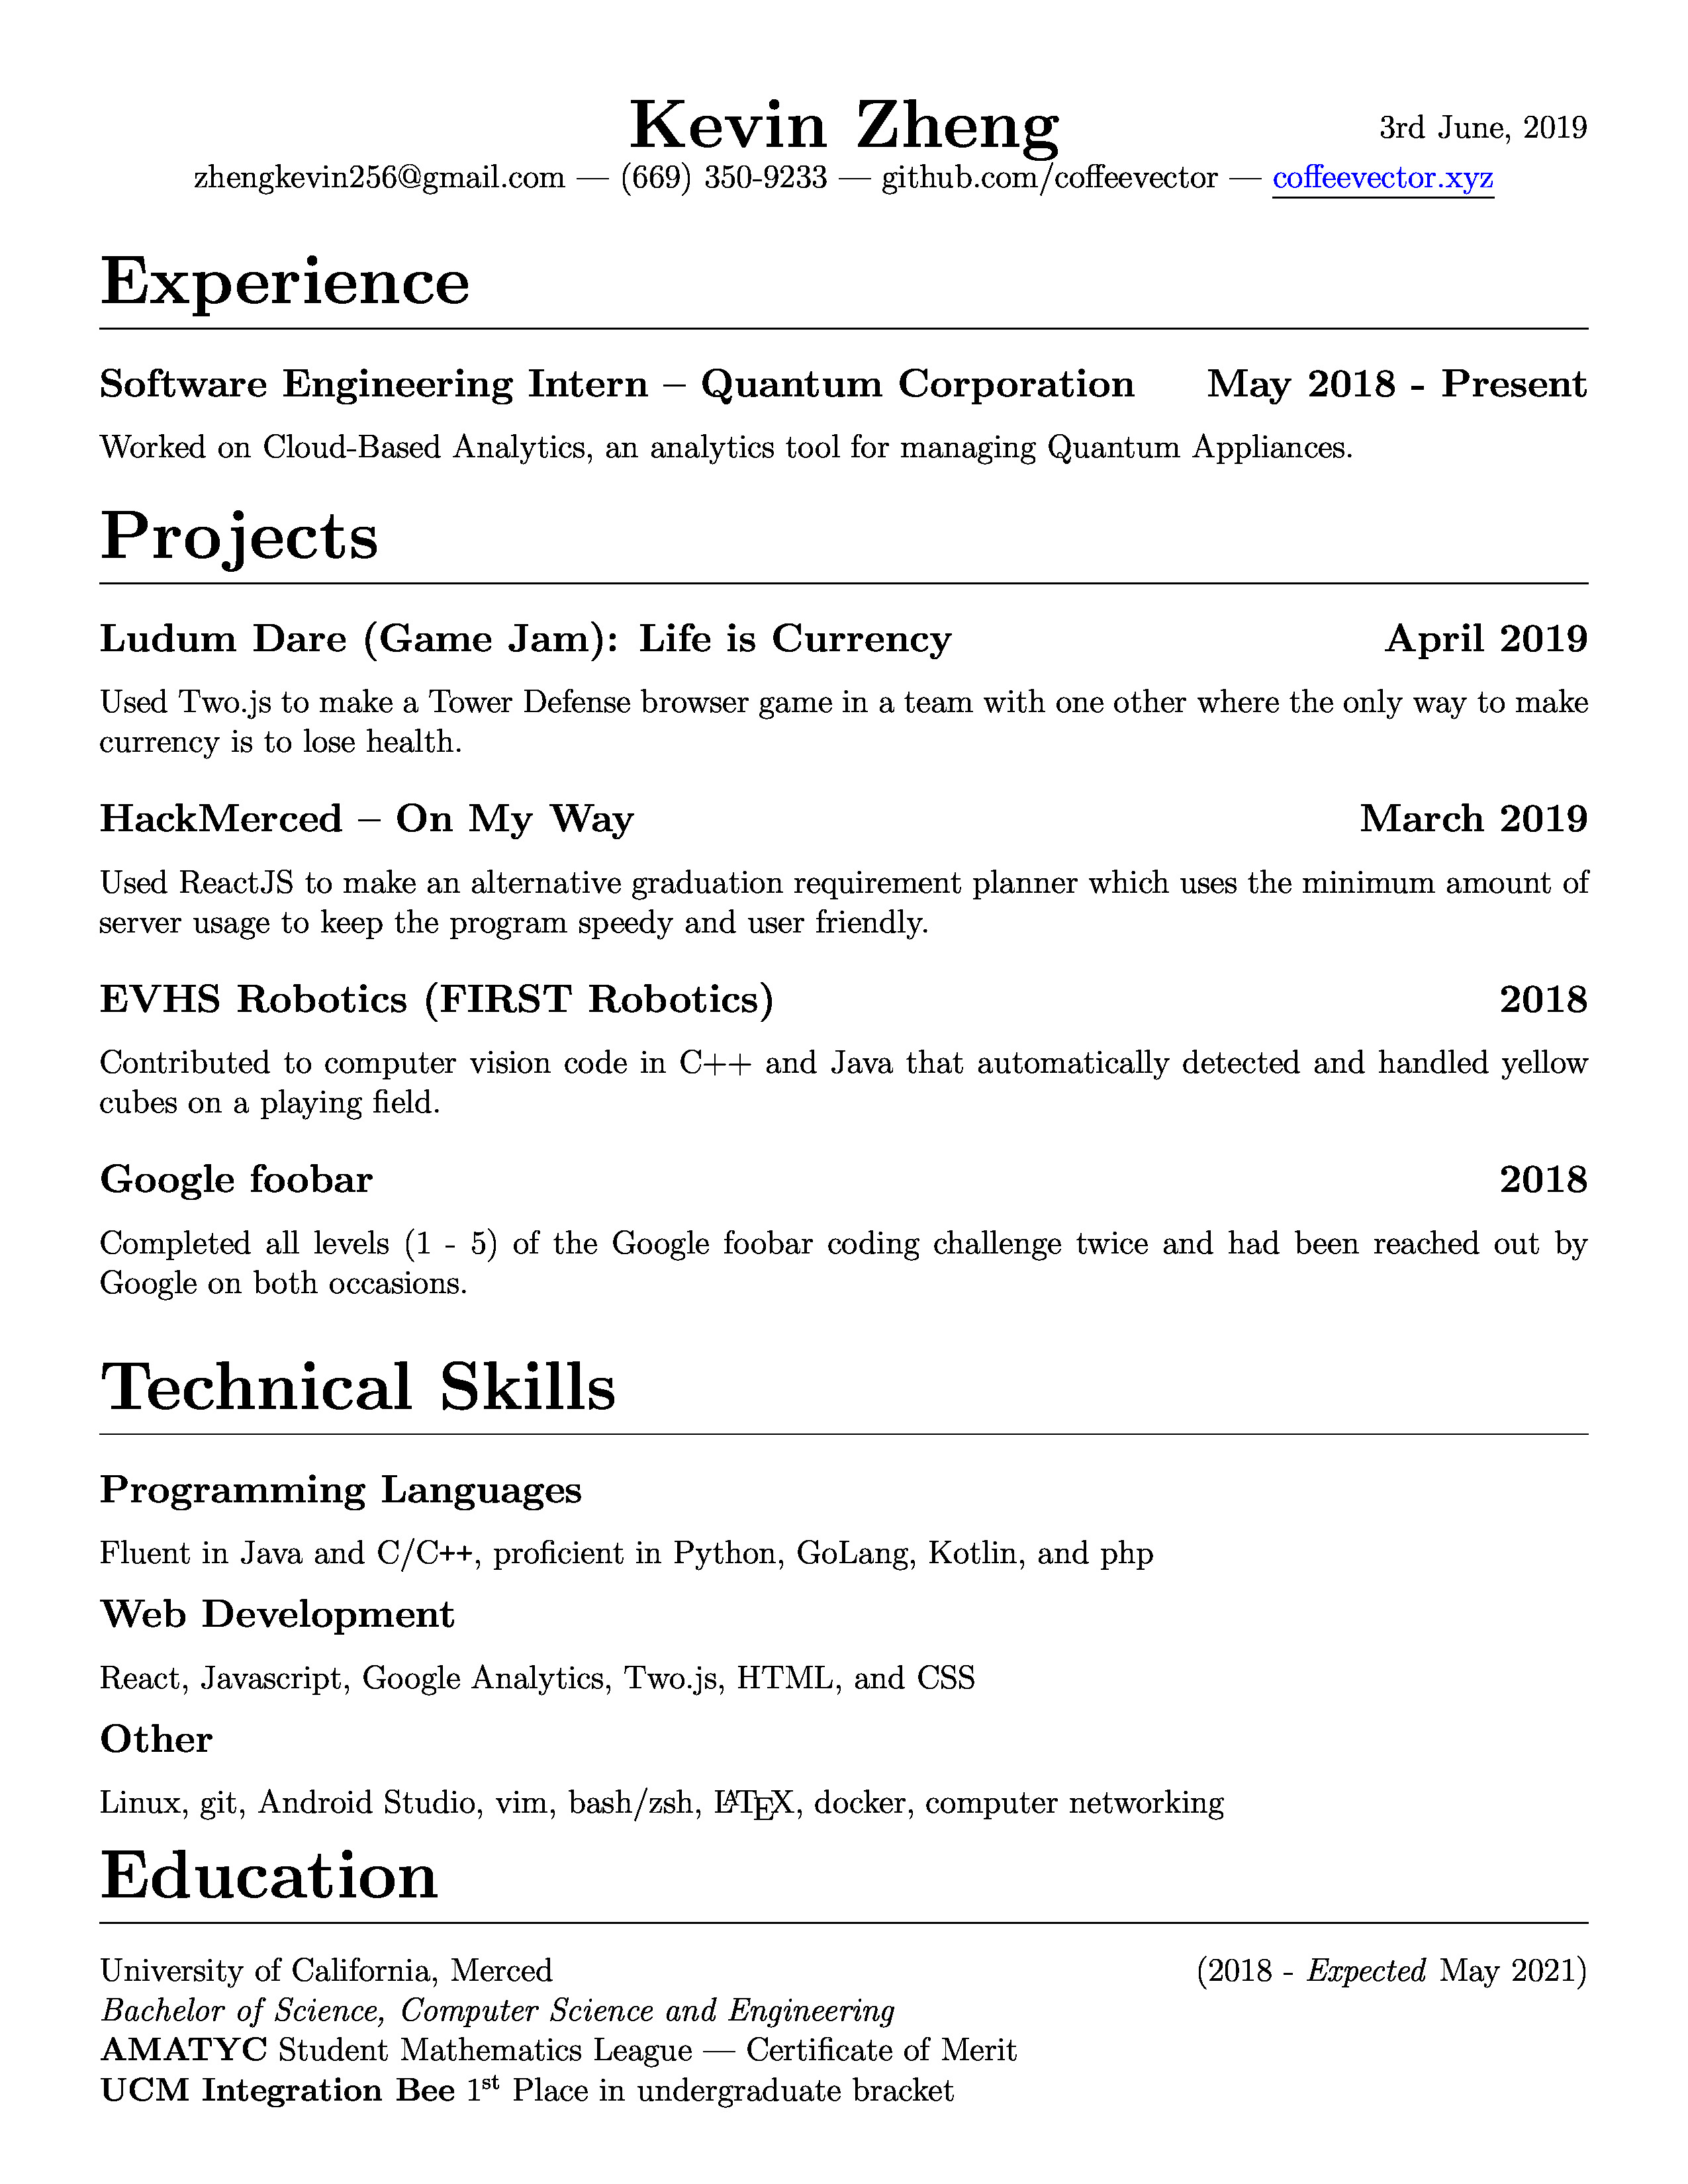 Kevin Zheng 3rd June, 2019
zhengkevin256@gmail.com — (669) 350-9233 — github.com/coffeevector — coffeevector.xyz
Experience
Software Engineering Intern – Quantum Corporation May 2018 - Present
Worked on Cloud-Based Analytics, an analytics tool for managing Quantum Appliances.
Projects
Ludum Dare (Game Jam): Life is Currency April 2019
Used Two.js to make a Tower Defense browser game in a team with one other where the only way to make
currency is to lose health.
HackMerced – On My Way March 2019
Used ReactJS to make an alternative graduation requirement planner which uses the minimum amount of
server usage to keep the program speedy and user friendly.
EVHS Robotics (FIRST Robotics) 2018
Contributed to computer vision code in C++ and Java that automatically detected and handled yellow
cubes on a playing field.
Google foobar 2018
Completed all levels (1 - 5) of the Google foobar coding challenge twice and had been reached out by
Google on both occasions.
Technical Skills
Programming Languages
Fluent in Java and C/C++, proficient in Python, GoLang, Kotlin, and php
Web Development
React, Javascript, Google Analytics, Two.js, HTML, and CSS
Other
Linux, git, Android Studio, vim, bash/zsh, LATEX, docker, computer networking
Education
University of California, Merced (2018 - Expected May 2021)
Bachelor of Science, Computer Science and Engineering
AMATYC Student Mathematics League — Certificate of Merit
UCM Integration Bee 1st Place in undergraduate bracket